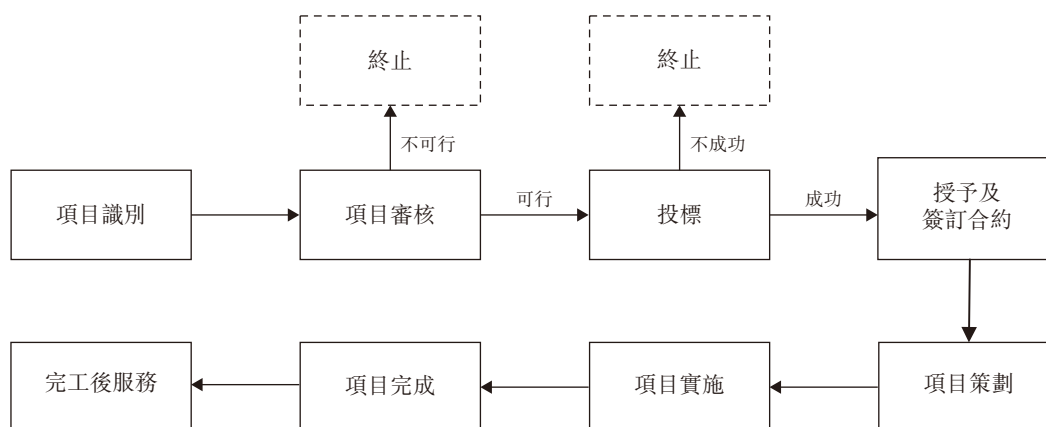 終止
終止
不可行
不成功
項目識別
項目審核
可行
投標
成功
授予及
簽訂合約
完工後服務
項目完成
項目實施
項目策劃